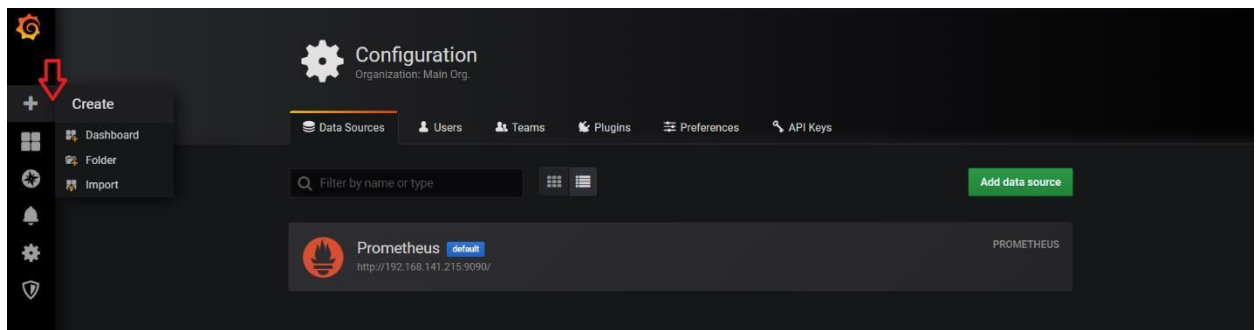 Configuration
Organization: Main Org.
Create
Dashboard
Folder
Import
Data Sources Users Teams Plugins Preferences API Keys
Filter by name or type
Add data source
Prometheus default
http://192.168.141.215:9090/
PROMETHEUS